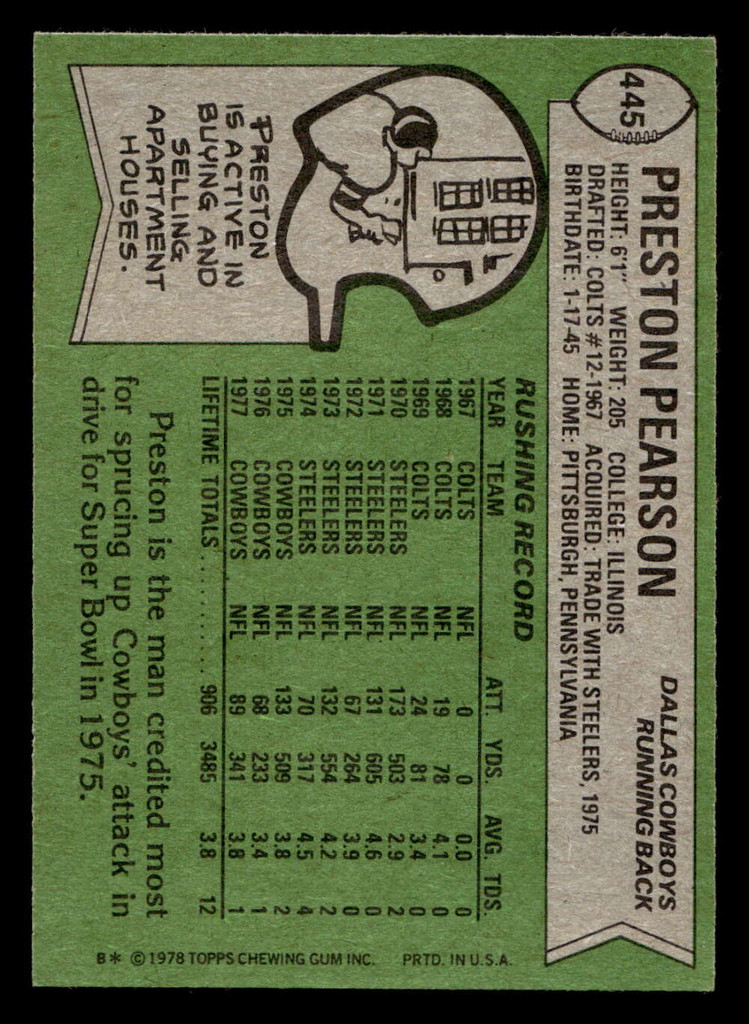 445
PRESTON PEARSON
DALLAS COWBOYS
RUNNING BACK
HEIGHT: 6'1" WEIGHT: 205 COLLEGE: ILLINOIS
DRAFTED: COLTS #12-1967 ACQUIRED: TRADE WITH STEELERS, 1975
BIRTHDATE: 1-17-45 HOME: PITTSBURGH, PENNSYLVANIA
PRESTON
IS ACTIVE IN
BUYING AND
SELLING
APARTMENT
HOUSES.
RUSHING RECORD
YEAR TEAM ATT. YDS. AVG. TDS.
1967 COLTS NFL 0 0 0.0 0
1968 COLTS NFL 19 78 4.1 0
1969 COLTS NFL 24 81 3.4 0
1970 STEELERS NFL 173 503 2.9 2
1971 STEELERS NFL 131 605 4.6 0
1972 STEELERS NFL 67 264 3.9 0
1973 STEELERS NFL 132 554 4.2 2
1974 STEELERS NFL 70 317 4.5 4
1975 COWBOYS NFL 133 509 3.8 2
1976 COWBOYS NFL 68 233 3.4 1
1977 COWBOYS NFL 89 341 3.8 1
LIFETIME TOTALS .......... 906 3485 3.8 12
Preston is the man credited most
for sprucing up Cowboys' attack in
drive for Super Bowl in 1975.
B* © 1978 TOPPS CHEWING GUM INC. PRTD. IN U.S.A.